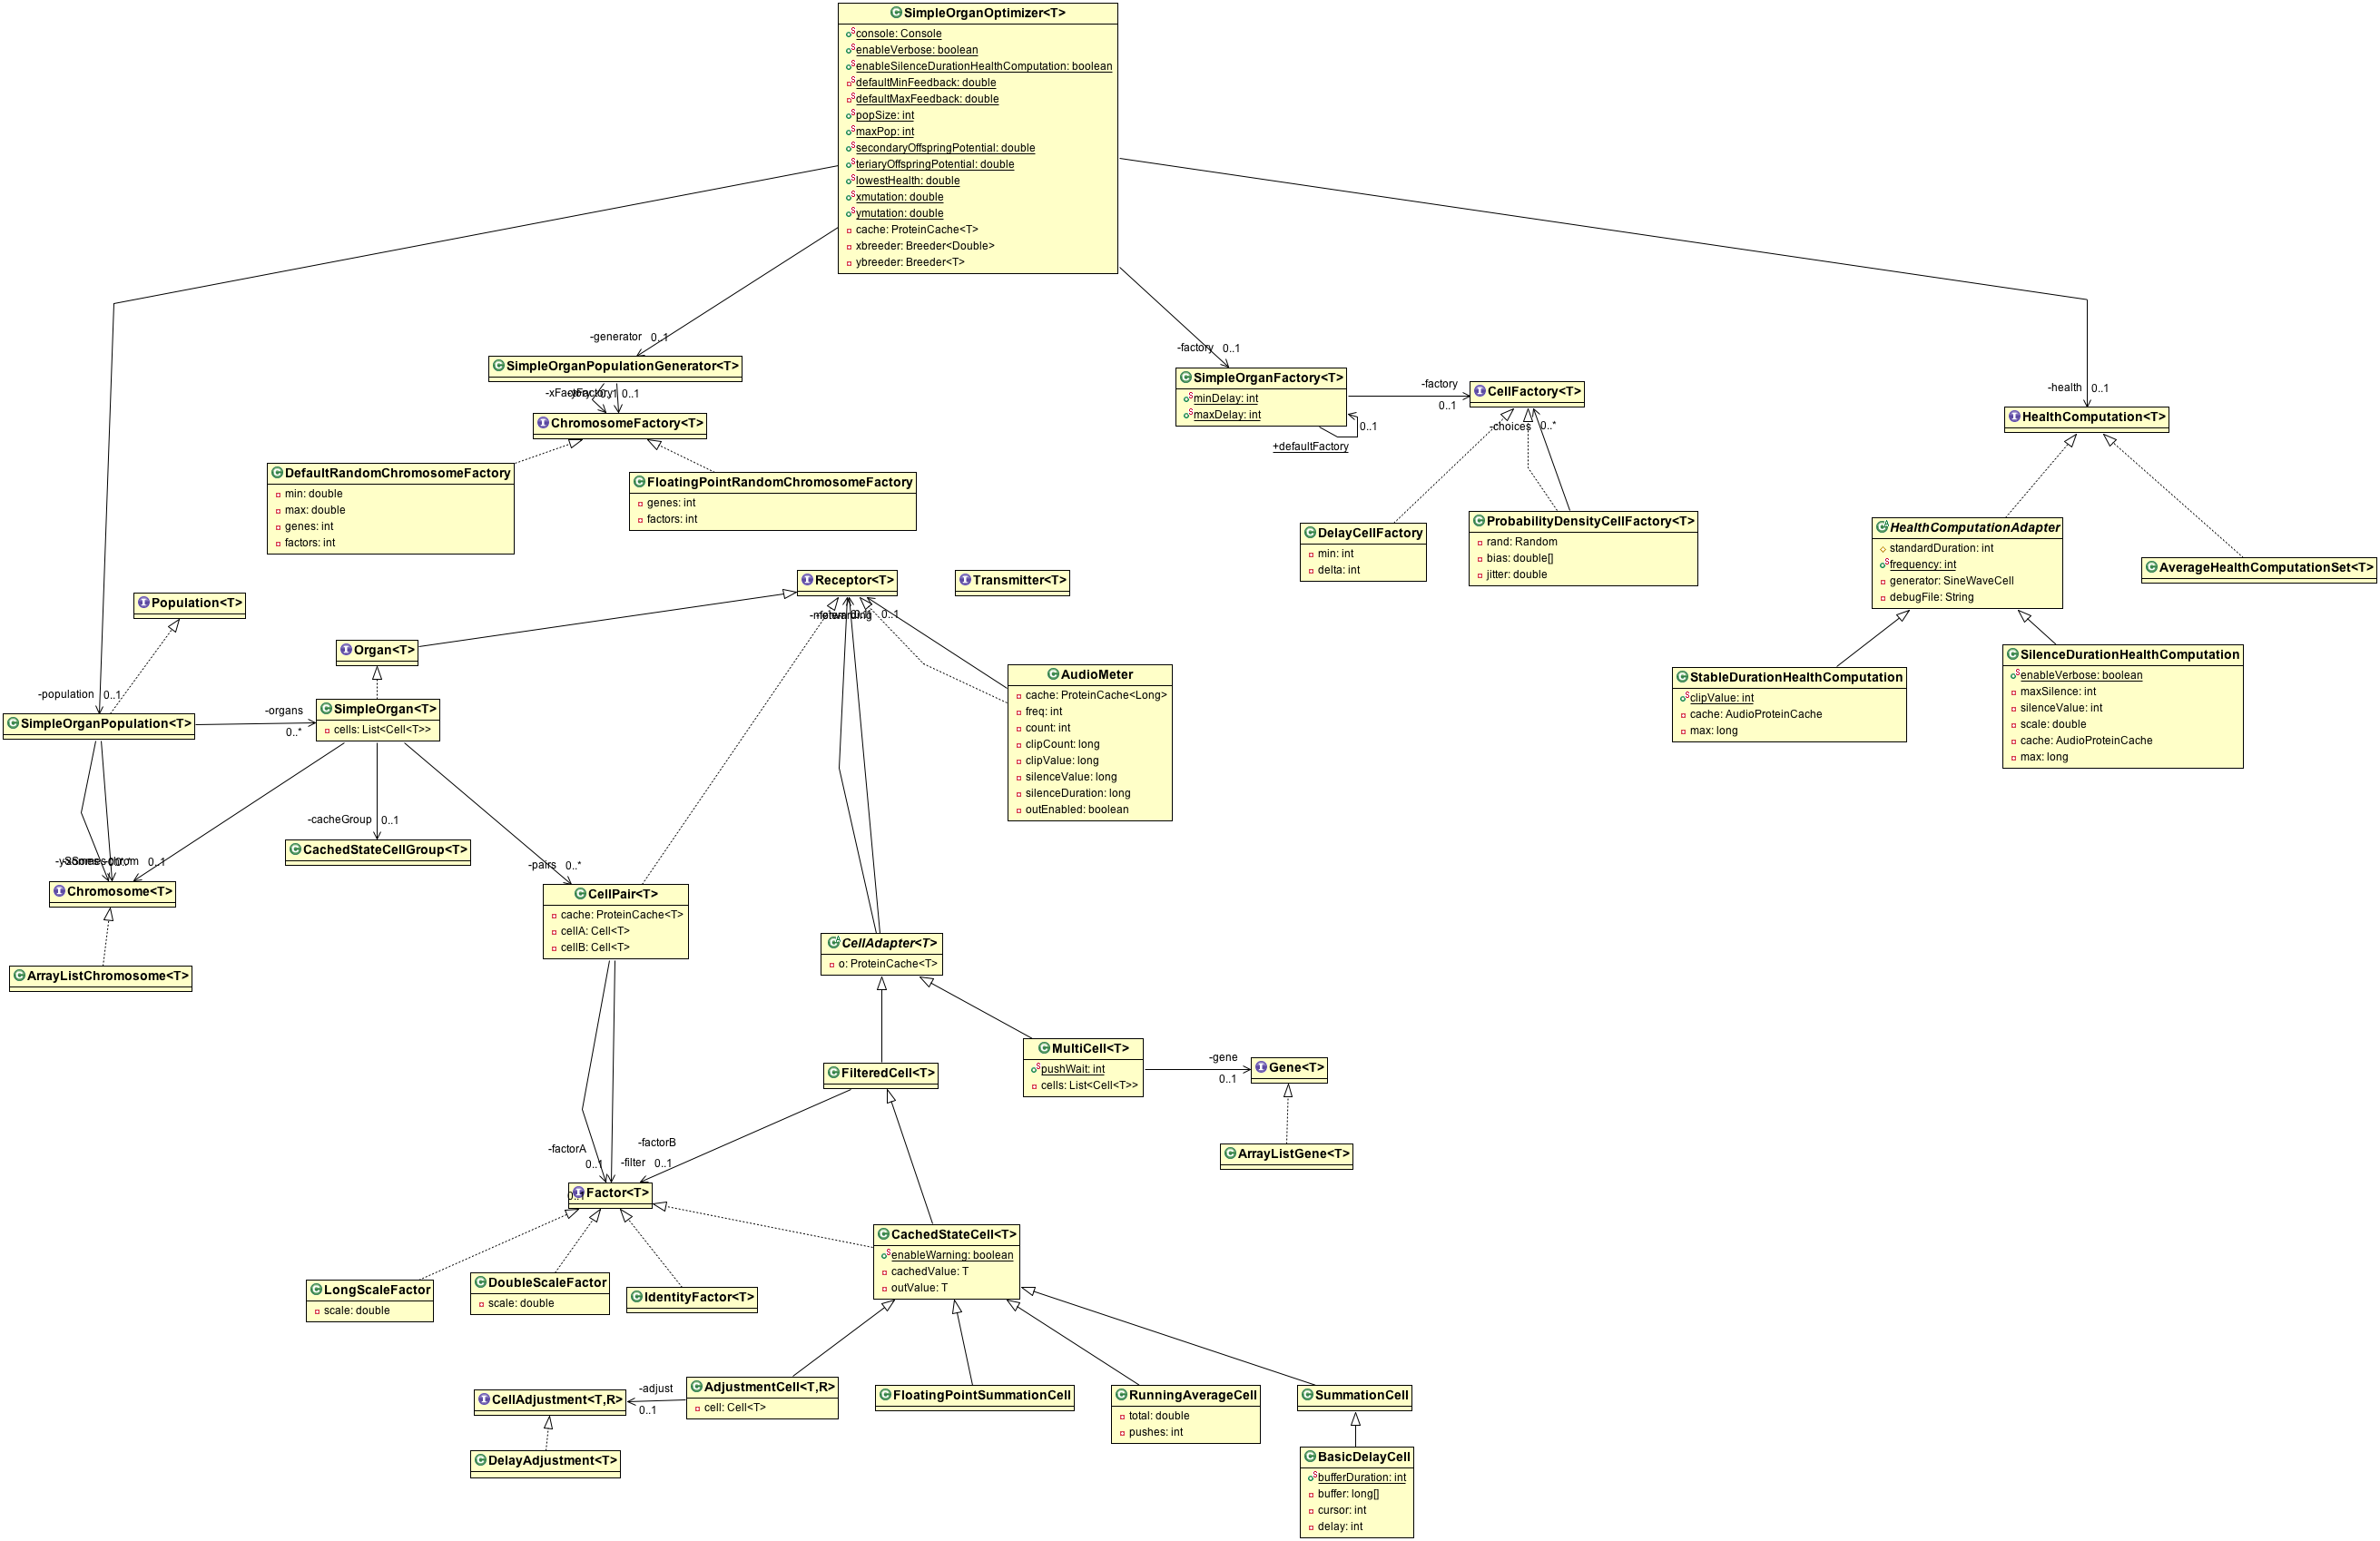 SimpleOrganOptimizer<T>
console: Console
enableVerbose: boolean
enableSilenceDurationHealthComputation: boolean
defaultMinFeedback: double
defaultMaxFeedback: double
popSize: int
maxPop: int
secondaryOffspringPotential: double
teriaryOffspringPotential: double
lowestHealth: double
xmutation: double
ymutation: double
cache: ProteinCache<T>
xbreeder: Breeder<Double>
ybreeder: Breeder<T>
-generator 0..1
SimpleOrganPopulationGenerator<T>
-xFactory 0..1
ChromosomeFactory<T>
DefaultRandomChromosomeFactory
min: double
max: double
genes: int
factors: int
FloatingPointRandomChromosomeFactory
genes: int
factors: int
-factory 0..1
SimpleOrganFactory<T>
minDelay: int
maxDelay: int
0..1
+defaultFactory
-factory
0..1
CellFactory<T>
-choices 0..*
DelayCellFactory
min: int
delta: int
ProbabilityDensityCellFactory<T>
rand: Random
bias: double[]
jitter: double
-health 0..1
HealthComputation<T>
HealthComputationAdapter
standardDuration: int
frequency: int
generator: SineWaveCell
debugFile: String
AverageHealthComputationSet<T>
StableDurationHealthComputation
clipValue: int
cache: AudioProteinCache
max: long
SilenceDurationHealthComputation
enableVerbose: boolean
maxSilence: int
silenceValue: int
scale: double
cache: AudioProteinCache
max: long
Receptor<T>
Transmitter<T>
0..1
Population<T>
Organ<T>
AudioMeter
cache: ProteinCache<Long>
freq: int
count: int
clipCount: long
clipValue: long
silenceValue: long
silenceDuration: long
outEnabled: boolean
-population 0..1
SimpleOrganPopulation<T>
-organs
0..*
SimpleOrgan<T>
cells: List<Cell<T>>
-cacheGroup 0..1
CachedStateCellGroup<T>
0..1
Chromosome<T>
ArrayListChromosome<T>
-pairs 0..*
CellPair<T>
cache: ProteinCache<T>
cellA: Cell<T>
cellB: Cell<T>
CellAdapter<T>
o: ProteinCache<T>
MultiCell<T>
pushWait: int
cells: List<Cell<T>>
-gene
0..1
Gene<T>
ArrayListGene<T>
FilteredCell<T>
-factorA
0..1
-factorB
-filter 0..1
Factor<T>
0..1
LongScaleFactor
scale: double
DoubleScaleFactor
scale: double
IdentityFactor<T>
CachedStateCell<T>
enableWarning: boolean
cachedValue: T
outValue: T
CellAdjustment<T,R>
-adjust
0..1
AdjustmentCell<T,R>
cell: Cell<T>
DelayAdjustment<T>
FloatingPointSummationCell
RunningAverageCell
total: double
pushes: int
SummationCell
BasicDelayCell
bufferDuration: int
buffer: long[]
cursor: int
delay: int